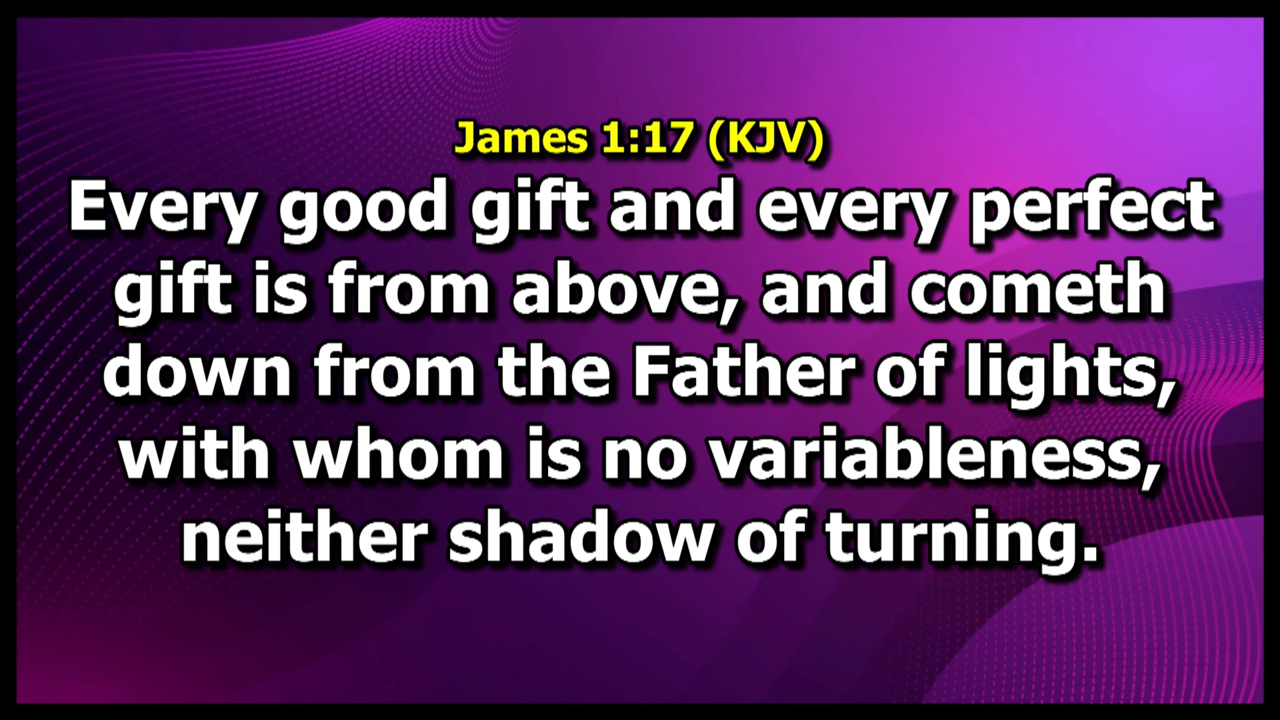 James 1:17 (KJV)
Every good gift and every perfect
gift is from above, and cometh
down from the Father of lights,
with whom is no variableness,
neither shadow of turning.